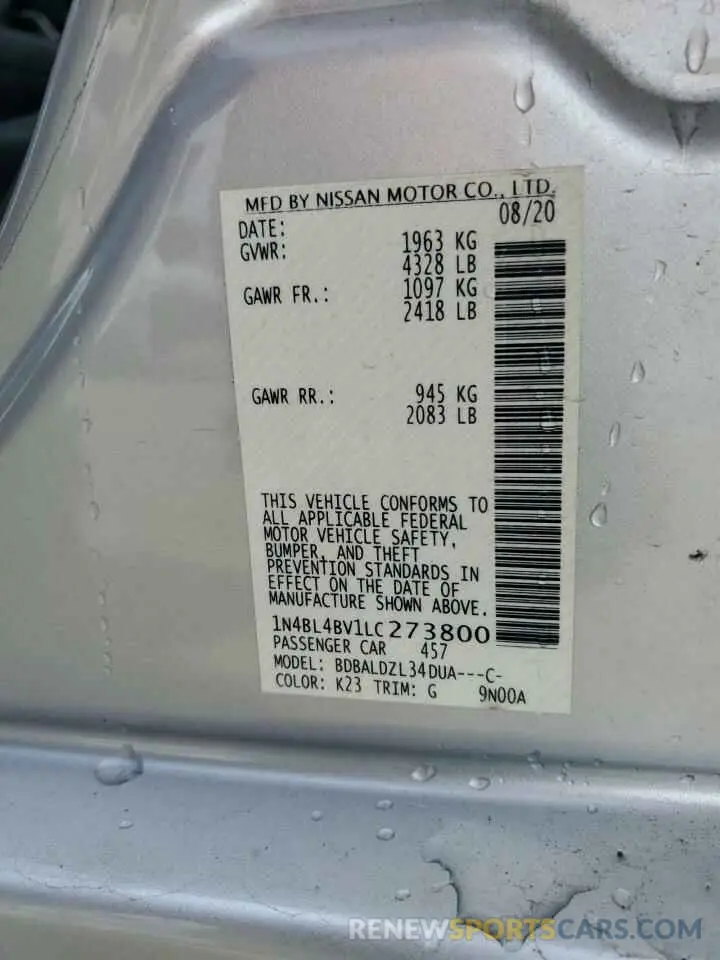 MFD BY NISSAN MOTOR CO., LTD.
DATE: 08/20
GVWR: 1963 KG
4328 LB
GAWR FR.: 1097 KG
2418 LB
GAWR RR.: 945 KG
2083 LB
THIS VEHICLE CONFORMS TO
ALL APPLICABLE FEDERAL
MOTOR VEHICLE SAFETY,
BUMPER, AND THEFT
PREVENTION STANDARDS IN
EFFECT ON THE DATE OF
MANUFACTURE SHOWN ABOVE.
1N4BL4BV1LC273800
PASSENGER CAR 457
MODEL: BDBALDZL34DUA---C-
COLOR: K23 TRIM: G 9N00A
RENEWSPORTSCARS.COM